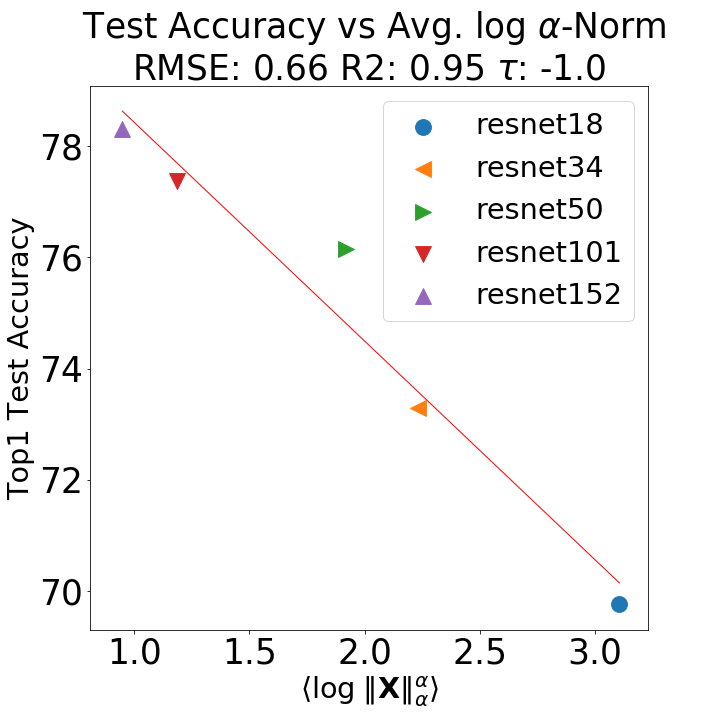 Test Accuracy vs Avg. log α-Norm
RMSE: 0.66 R2: 0.95 τ: -1.0
resnet18
resnet34
resnet50
resnet101
resnet152
Top1 Test Accuracy
78
76
74
72
70
1.0 1.5 2.0 2.5 3.0
⟨log ‖𝐗‖_α^α⟩